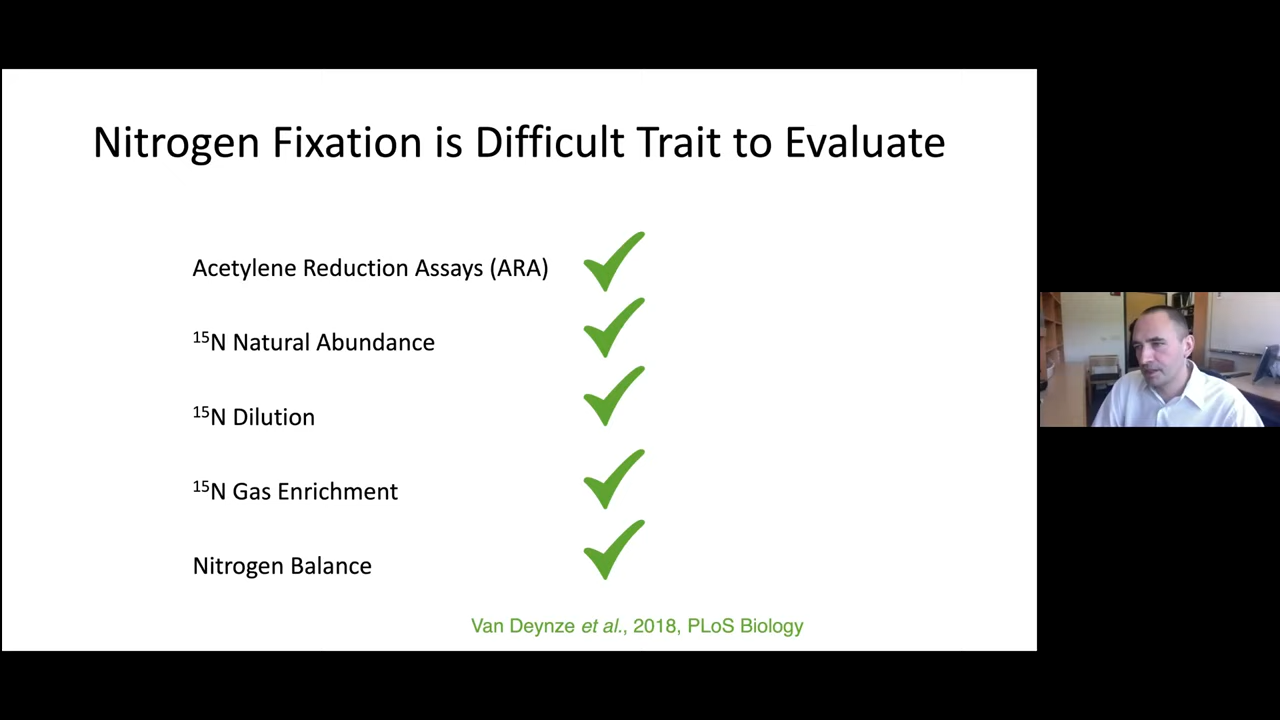 Nitrogen Fixation is Difficult Trait to Evaluate
Acetylene Reduction Assays (ARA)
¹⁵N Natural Abundance
¹⁵N Dilution
¹⁵N Gas Enrichment
Nitrogen Balance
Van Deynze et al., 2018, PLoS Biology